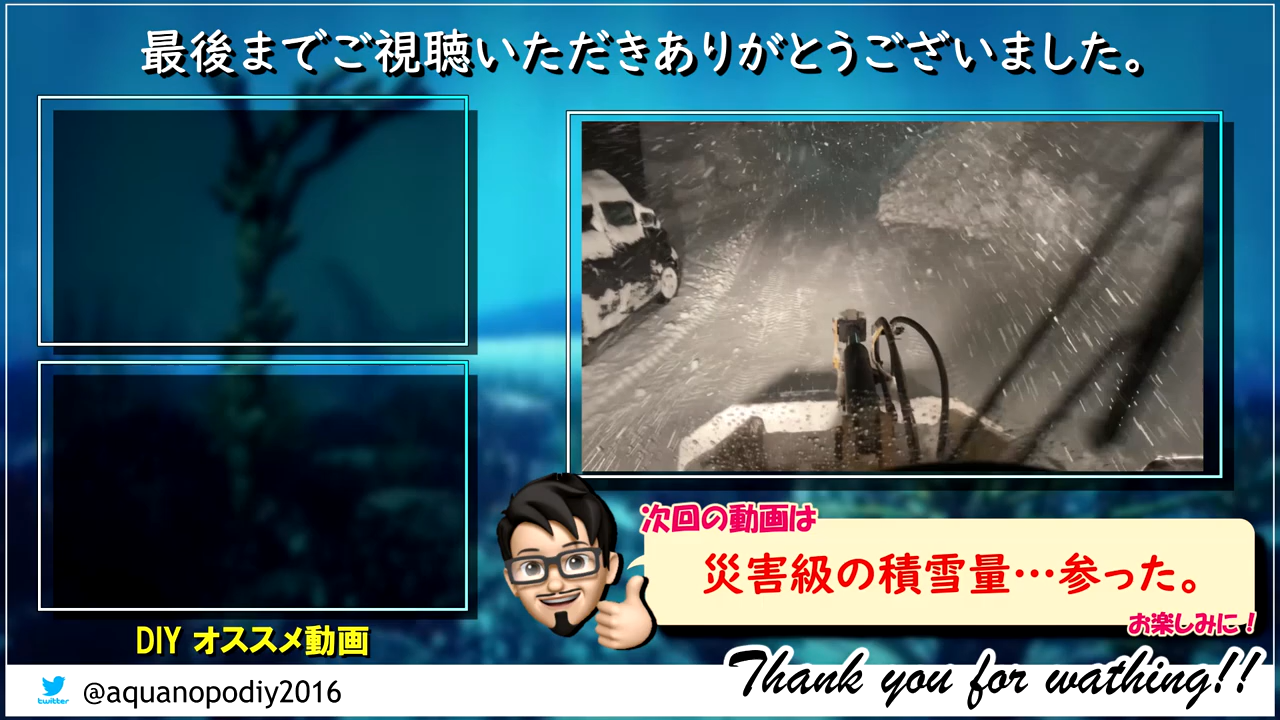 最後までご視聴いただきありがとうございました。
次回の動画は
災害級の積雪量…参った。
お楽しみに！
DIY オススメ動画
Thank you for wathing!!
twitter
@aquanopodiy2016